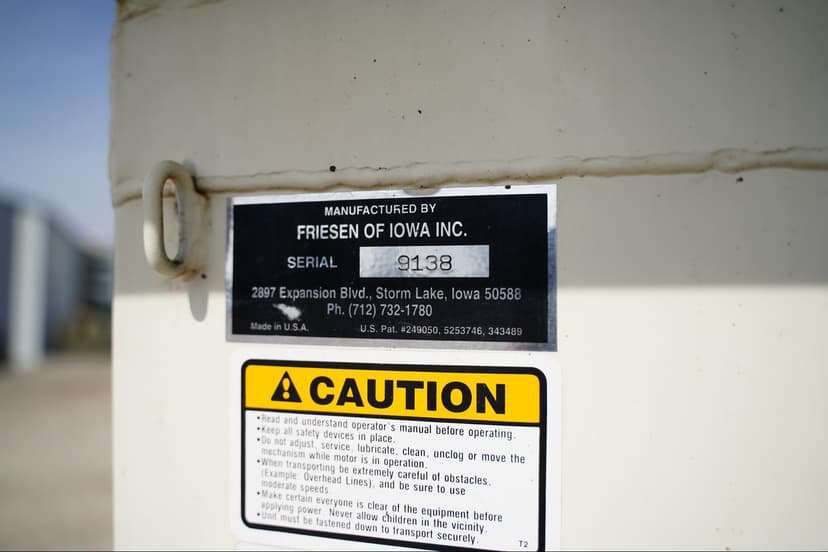 MANUFACTURED BY
FRIESEN OF IOWA INC.
SERIAL 9138
2897 Expansion Blvd., Storm Lake, Iowa 50588
Ph. (712) 732-1780
Made in U.S.A. U.S. Pat. #249050, 5253746, 343489
CAUTION
•Read and understand operator's manual before operating.
•Keep all safety devices in place.
•Do not adjust, service, lubricate, clean, unclog or move the
mechanism while motor is in operation.
•When transporting be extremely careful of obstacles.
(Example: Overhead Lines), and be sure to use
moderate speeds
•Make certain everyone is clear of the equipment before
applying power. Never allow children in the vicinity.
•Unit must be fastened down to transport securely.
T2